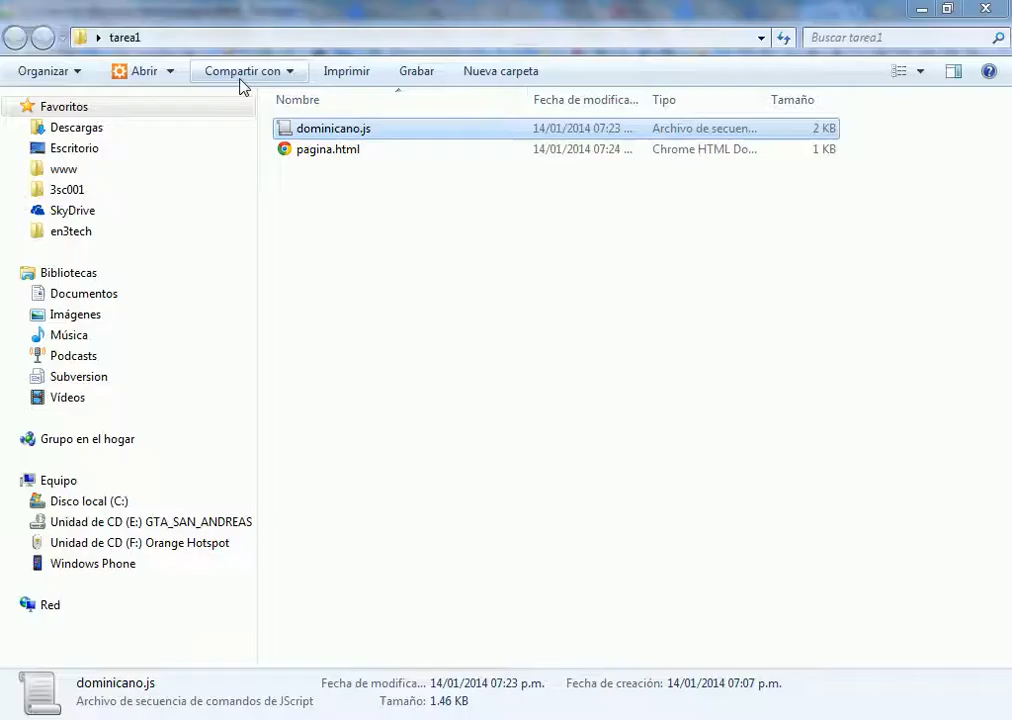 tarea1
Buscar tarea1
Organizar Abrir Compartir con Imprimir Grabar Nueva carpeta
Nombre Fecha de modifica... Tipo Tamaño
dominicano.js 14/01/2014 07:23 ... Archivo de secuen... 2 KB
pagina.html 14/01/2014 07:24 ... Chrome HTML Do... 1 KB
Favoritos
Descargas
Escritorio
www
3sc001
SkyDrive
en3tech
Bibliotecas
Documentos
Imágenes
Música
Podcasts
Subversion
Vídeos
Grupo en el hogar
Equipo
Disco local (C:)
Unidad de CD (E:) GTA_SAN_ANDREAS
Unidad de CD (F:) Orange Hotspot
Windows Phone
Red
dominicano.js Fecha de modifica... 14/01/2014 07:23 p.m. Fecha de creación: 14/01/2014 07:07 p.m.
Archivo de secuencia de comandos de JScript Tamaño: 1.46 KB